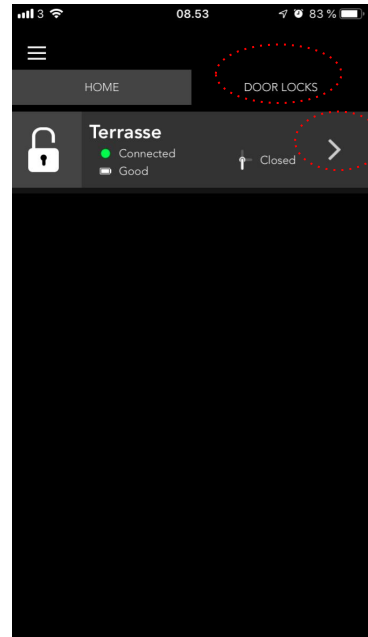 3 08.53 83 %
HOME DOOR LOCKS
Terrasse
Connected
Closed
Good